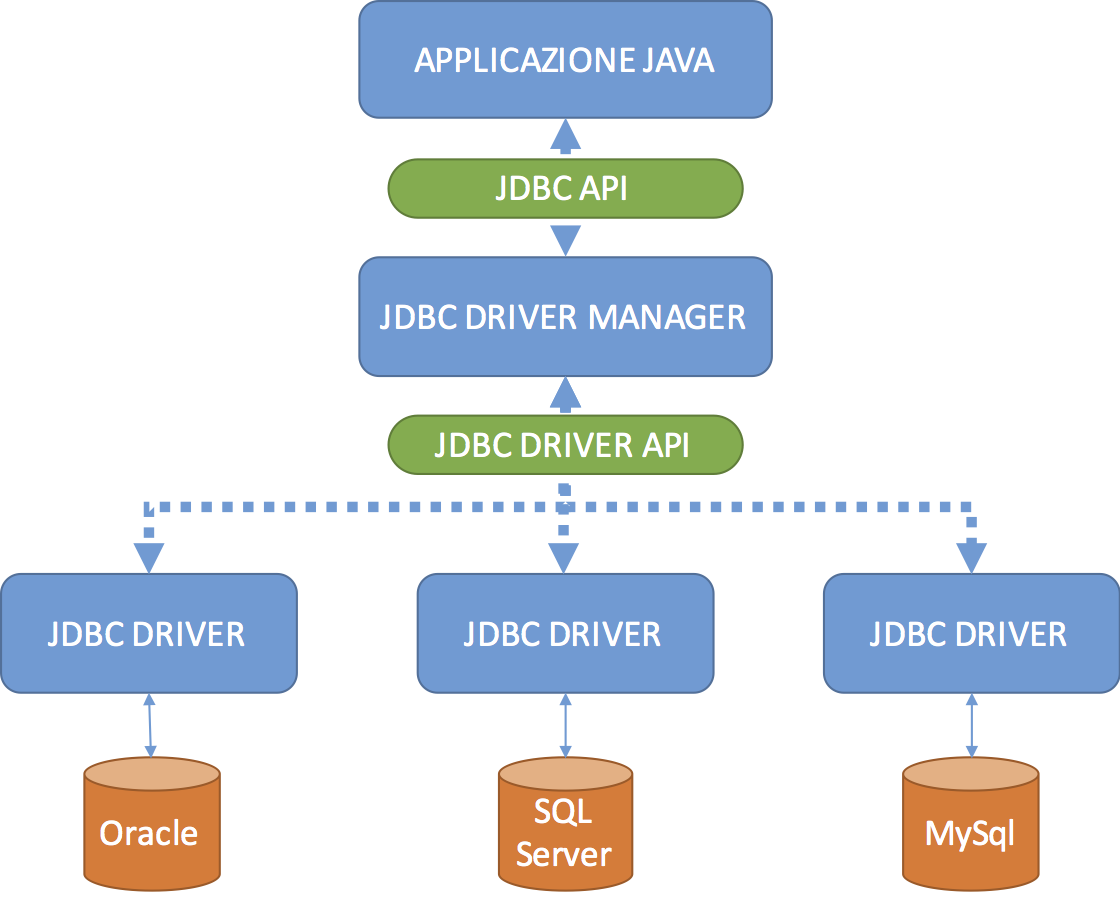 APPLICAZIONE JAVA
JDBC API
JDBC DRIVER MANAGER
JDBC DRIVER API
JDBC DRIVER
JDBC DRIVER
JDBC DRIVER
Oracle
SQL
Server
MySql